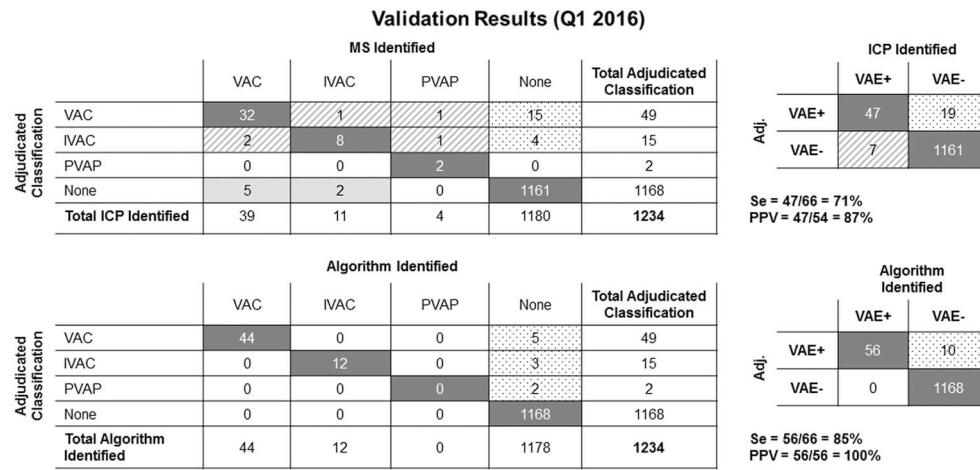 Validation Results (Q1 2016)
MS Identified
Adjudicated
Classification
VAC IVAC PVAP None Total Adjudicated
Classification
VAC 32 1 1 15 49
IVAC 2 8 1 4 15
PVAP 0 0 2 0 2
None 5 2 0 1161 1168
Total ICP Identified 39 11 4 1180 1234
ICP Identified
VAE+ VAE-
Adj.
VAE+ 47 19
VAE- 7 1161
Se = 47/66 = 71%
PPV = 47/54 = 87%
Algorithm Identified
Adjudicated
Classification
VAC IVAC PVAP None Total Adjudicated
Classification
VAC 44 0 0 5 49
IVAC 0 12 0 3 15
PVAP 0 0 0 2 2
None 0 0 0 1168 1168
Total Algorithm
Identified 44 12 0 1178 1234
Algorithm
Identified
VAE+ VAE-
Adj.
VAE+ 56 10
VAE- 0 1168
Se = 56/66 = 85%
PPV = 56/56 = 100%